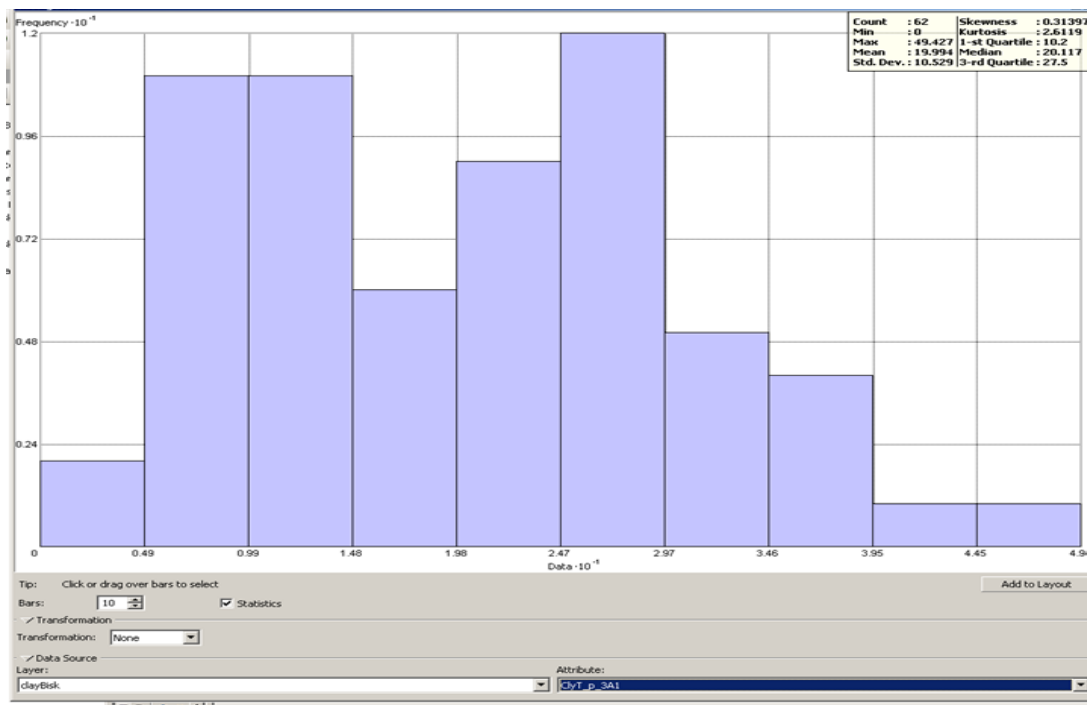 Frequency · 10⁻¹
Count : 62 Skewness : 0.31397
Min : 0 Kurtosis : 2.6119
Max : 49.427 1-st Quartile : 10.2
Mean : 19.994 Median : 20.117
Std. Dev. : 10.529 3-rd Quartile : 27.5
1.2
0.96
0.72
0.48
0.24
0 0.49 0.99 1.48 1.98 2.47 2.97 3.46 3.95 4.45 4.94
Data · 10⁻¹
Tip: Click or drag over bars to select
Add to Layout
Bars: 10 Statistics
Transformation
Transformation: None
Data Source
Layer: Attribute:
clayBisk ClyT_p_3A1